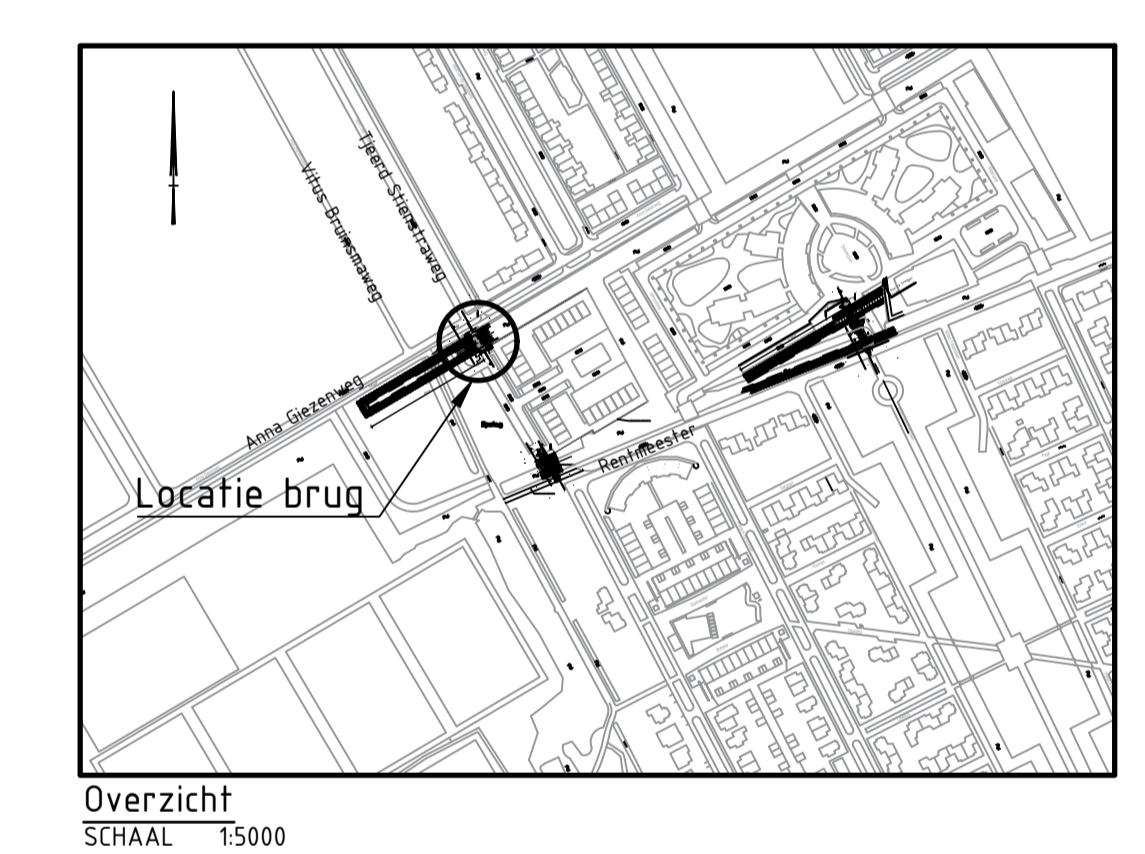 Tjeerd Stienstraweg
Vitus Bruinsmaweg
Anna Giezenweg
Rentmeester
Locatie brug
Overzicht
SCHAAL 1:5000